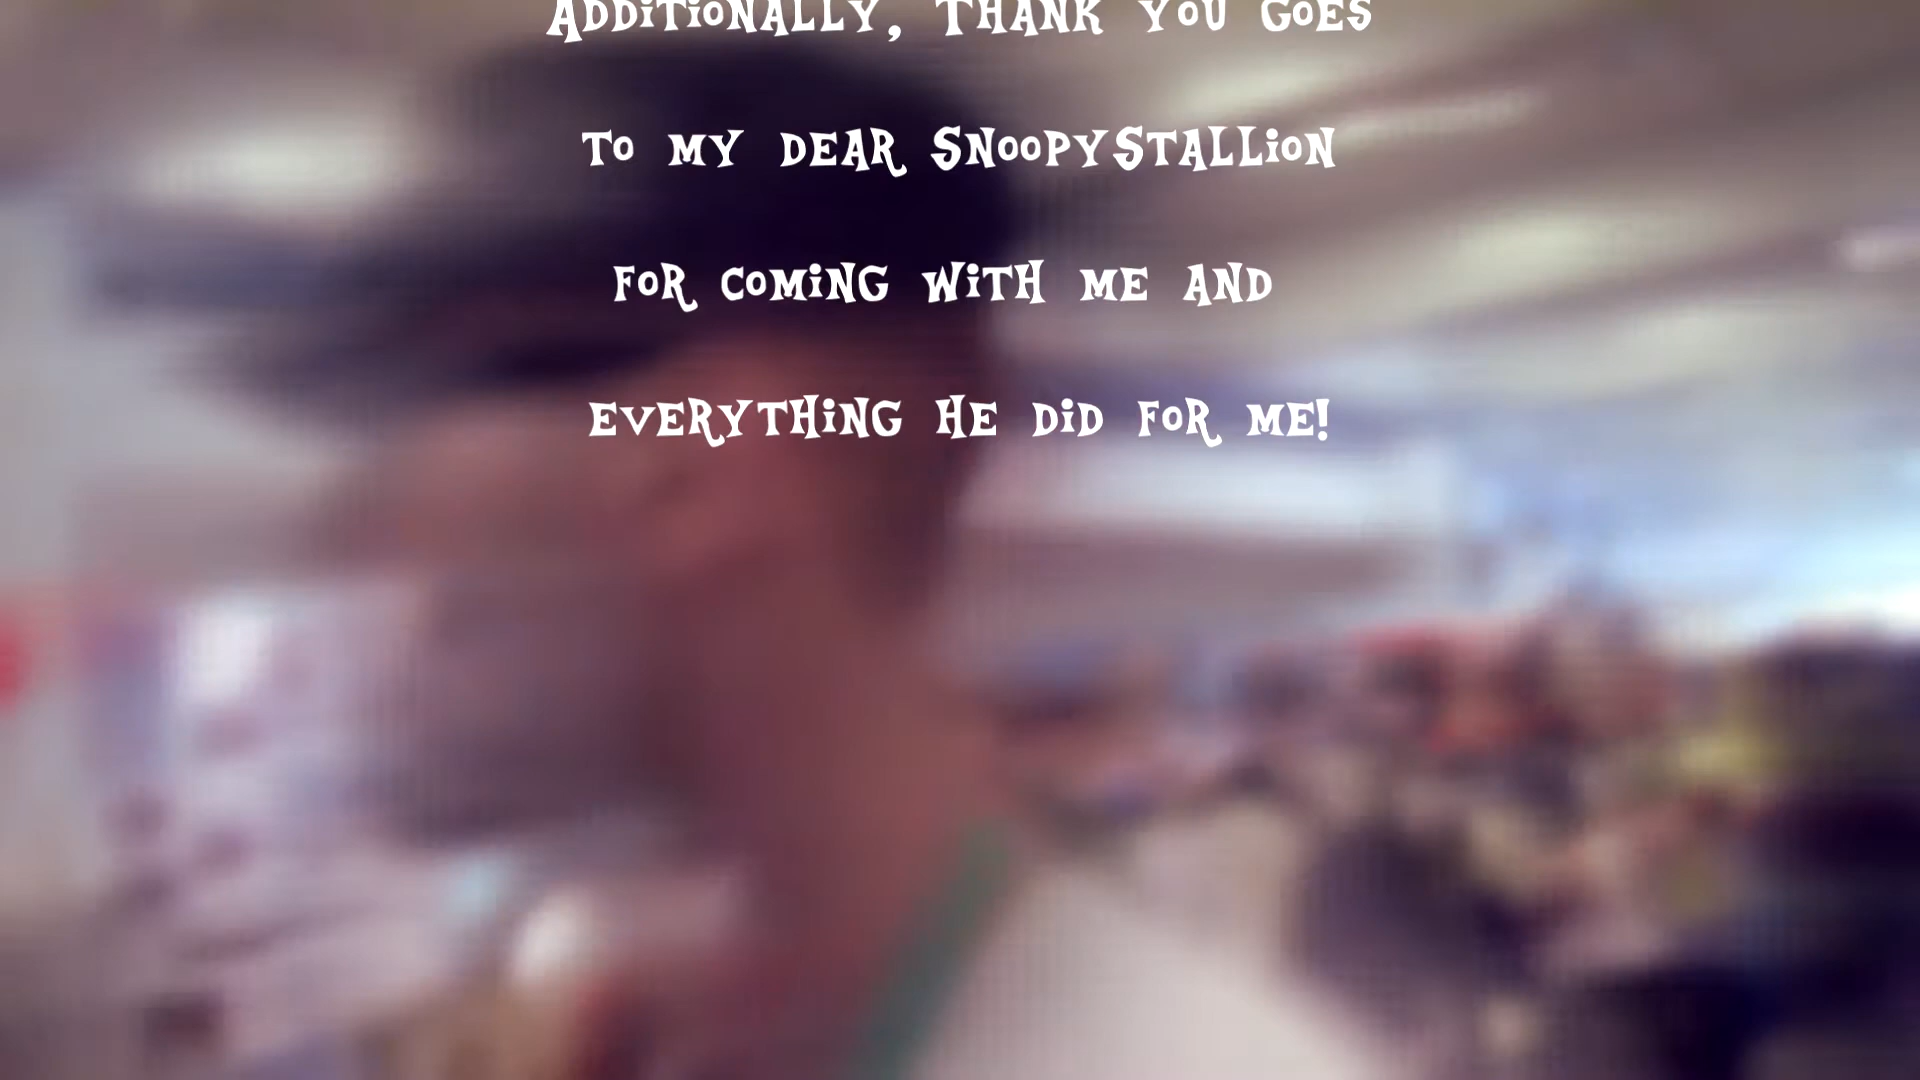 Additionally, Thank you goes
to my dear SnoopyStallion
for coming with me and
everything he did for me!